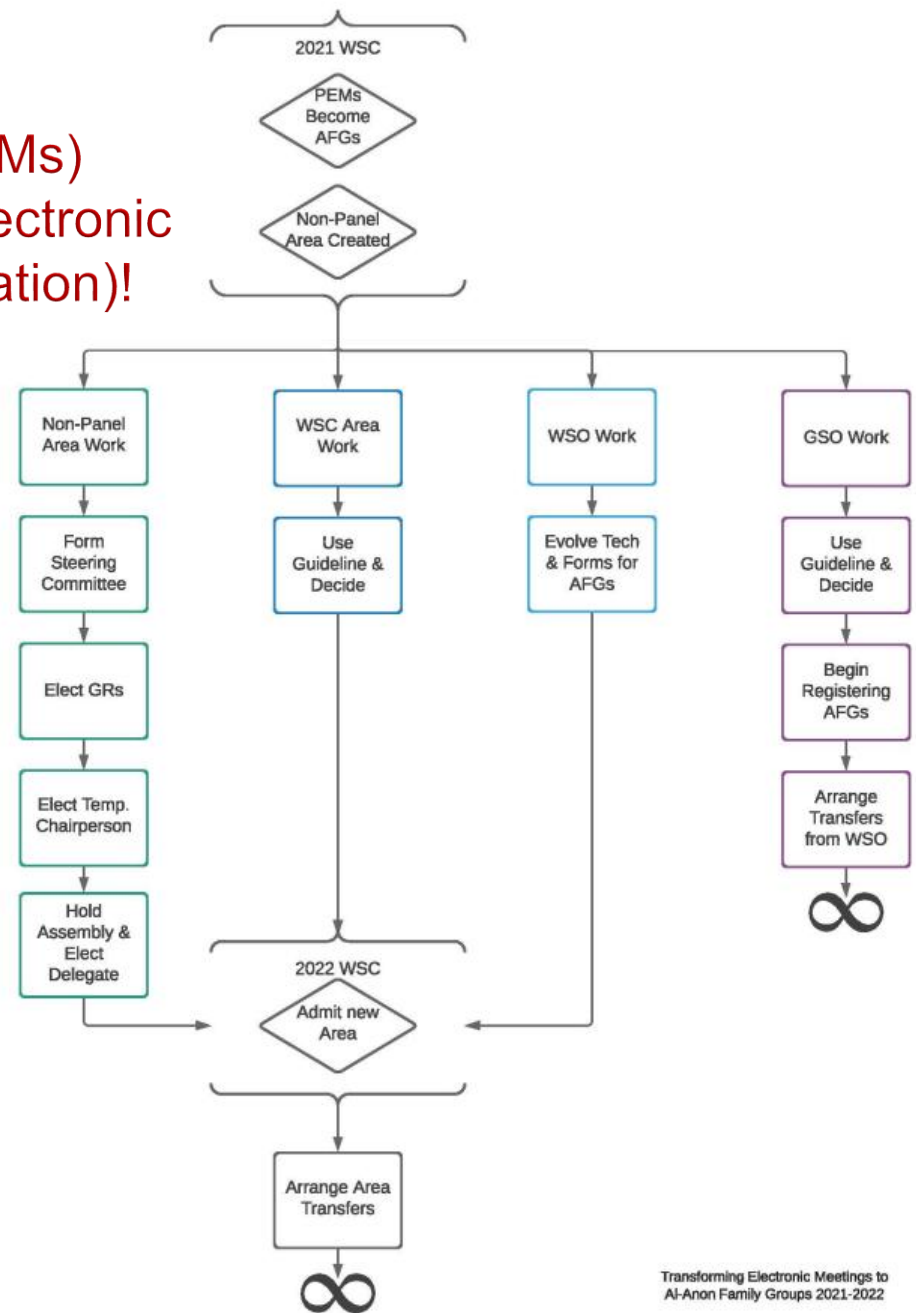 Ms)
ectronic
ation)!
2021 WSC
PEMs
Become
AFGs
Non-Panel
Area Created
Non-Panel
Area Work
Form
Steering
Committee
Elect GRs
Elect Temp.
Chairperson
Hold
Assembly &
Elect
Delegate
WSC Area
Work
Use
Guideline &
Decide
WSO Work
Evolve Tech
& Forms for
AFGs
GSO Work
Use
Guideline &
Decide
Begin
Registering
AFGs
Arrange
Transfers
from WSO
2022 WSC
Admit new
Area
Arrange Area
Transfers
Transforming Electronic Meetings to
Al-Anon Family Groups 2021-2022